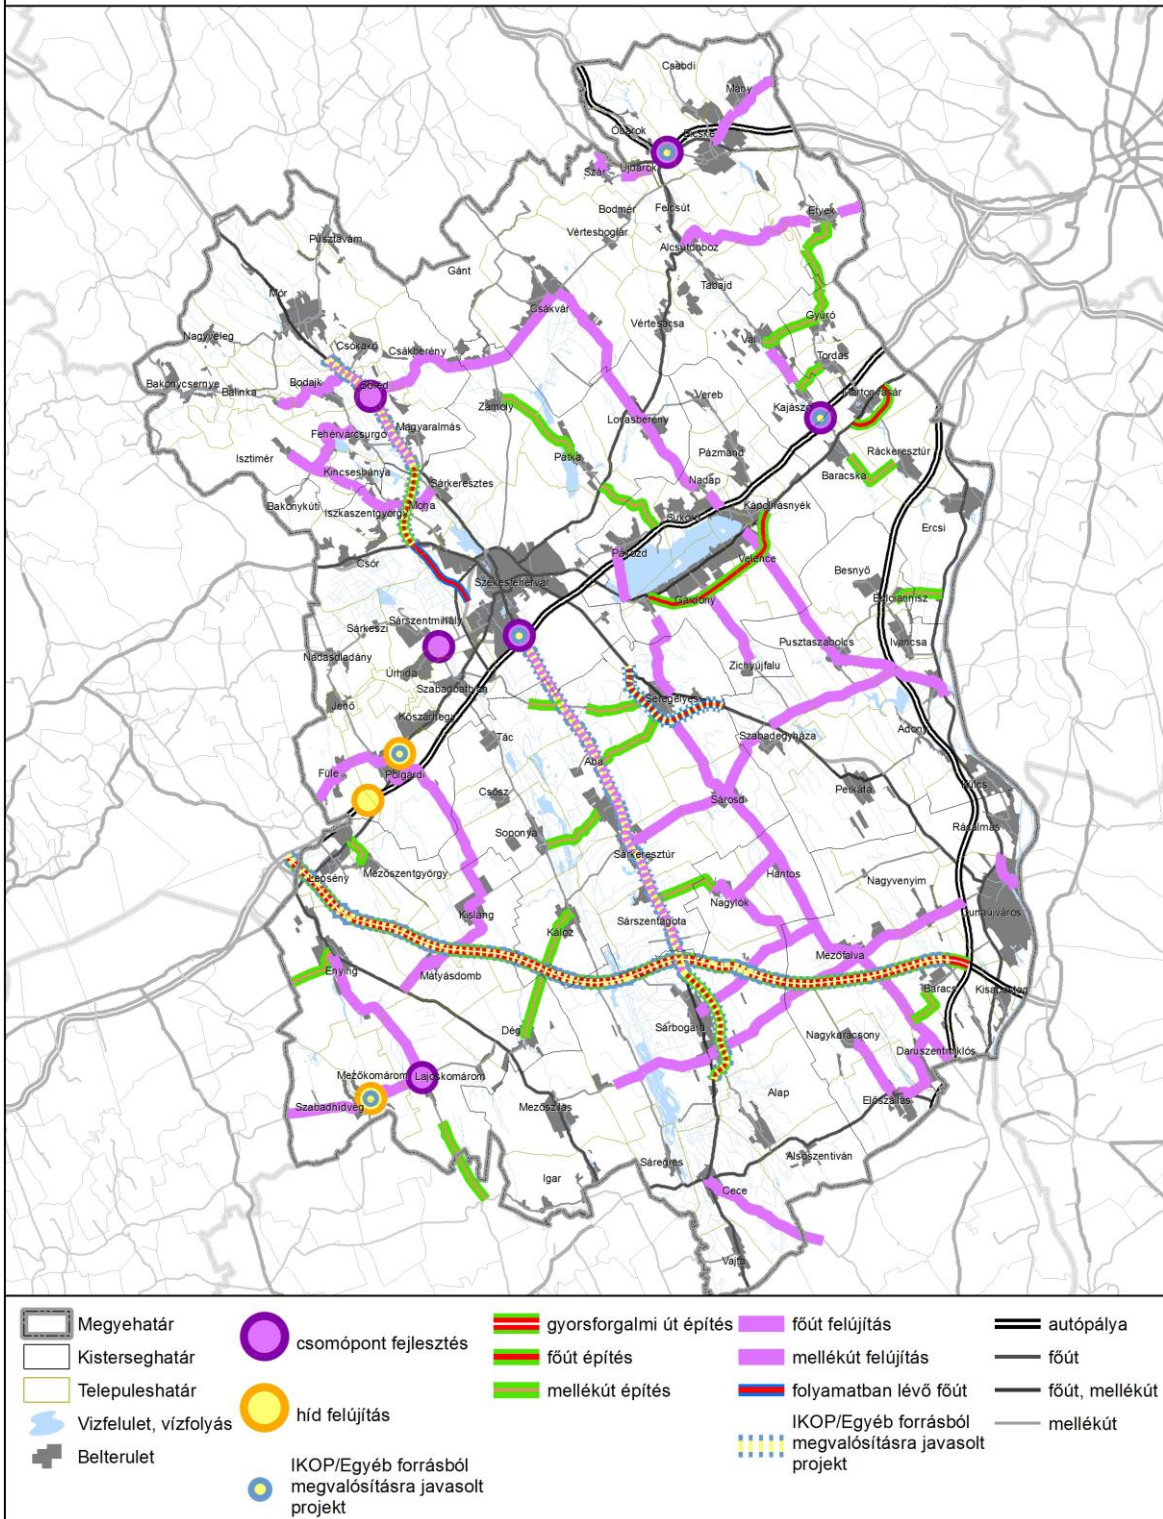 Csabdi
Mány
Óbarok
Bicske
Újbarok
Szár
Bodmér
Felcsút
Etyek
Vértesboglár
Alcsútdoboz
Pusztavám
Gánt
Tabajd
Mór
Csákvár
Gyúró
Vértesacsa
Nagyveleg
Csókakő
Csákberény
Tordás
Bakonycsernye
Balinka
Bodajk
Vereb
Martonvásár
Zámoly
Kajászó
Lovasberény
Magyaralmás
Fehérvárcsurgó
Isztimér
Pátka
Pázmánd
Ráckeresztúr
Kincsesbánya
Baracska
Nadap
Sárkeresztes
Bakonykúti
Iszkaszentgyörgy
Moha
Kápolnásnyék
Sukoró
Ercsi
Pákozd
Velence
Csór
Besnyő
Székesfehérvár
Gárdony
Iváncsa
Sárszentmihály
Sárkeszi
Pusztaszabolcs
Nádasdladány
Zichyújfalu
Úrhida
Szabadbattyán
Jenő
Seregélyes
Kőszárhegy
Adony
Tác
Szabadegyháza
Aba
Füle
Polgárdi
Kulcs
Perkáta
Csősz
Sárosd
Soponya
Rácalmás
Sárkeresztúr
Lepsény
Mezőszentgyörgy
Hantos
Nagyvenyim
Nagylók
Kisláng
Dunaújváros
Sárszentágota
Káloz
Mezőfalva
Enying
Mátyásdomb
Baracs
Kisapostag
Sárbogárd
Dég
Nagykarácsony
Daruszentmiklós
Mezőkomárom
Lajoskomárom
Alap
Előszállás
Szabadhídvég
Mezőszilas
Alsószentiván
Sáregres
Igar
Cece
Vajta
Megyehatár
Kisterseghatár
Telepuleshatár
Vizfelulet, vízfolyás
Belterulet
csomópont fejlesztés
híd felújítás
IKOP/Egyéb forrásból
megvalósításra javasolt
projekt
gyorsforgalmi út építés
főút építés
mellékút építés
főút felújítás
mellékút felújítás
folyamatban lévő főút
IKOP/Egyéb forrásból
megvalósításra javasolt
projekt
autópálya
főút
főút, mellékút
mellékút